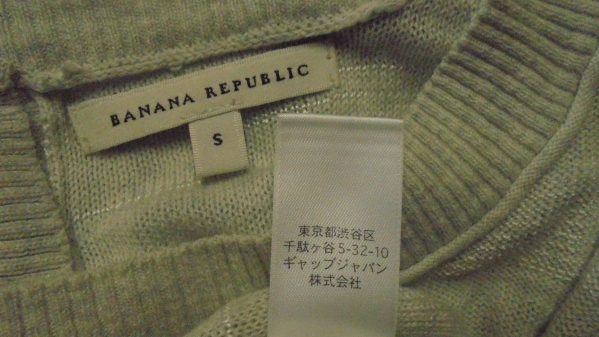 BANANA REPUBLIC
S
東京都渋谷区
千駄ヶ谷5-32-10
ギャップジャパン
株式会社